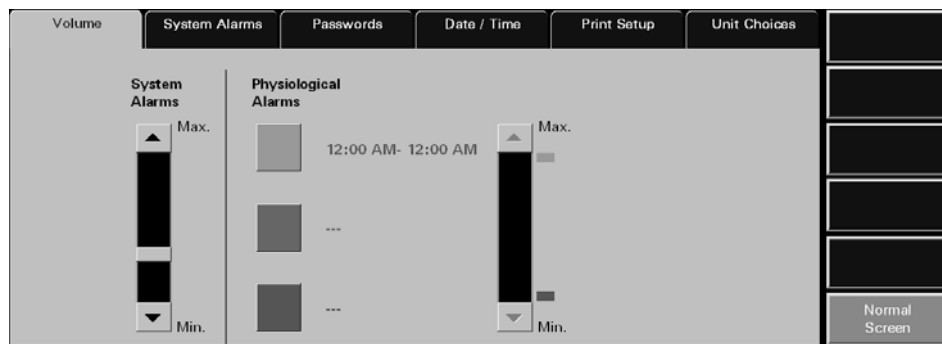 Volume
System Alarms
Passwords
Date / Time
Print Setup
Unit Choices
System
Alarms
Max.
Min.
Physiological
Alarms
12:00 AM- 12:00 AM
---
---
Max.
Min.
Normal
Screen